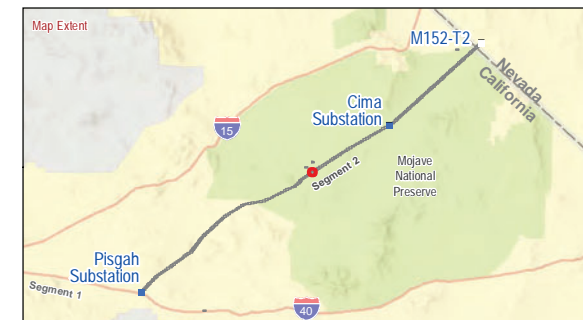 Map Extent
M152-T2
Nevada
California
Cima
Substation
15
Mojave
National
Preserve
Segment 2
Pisgah
Substation
Segment 1
40